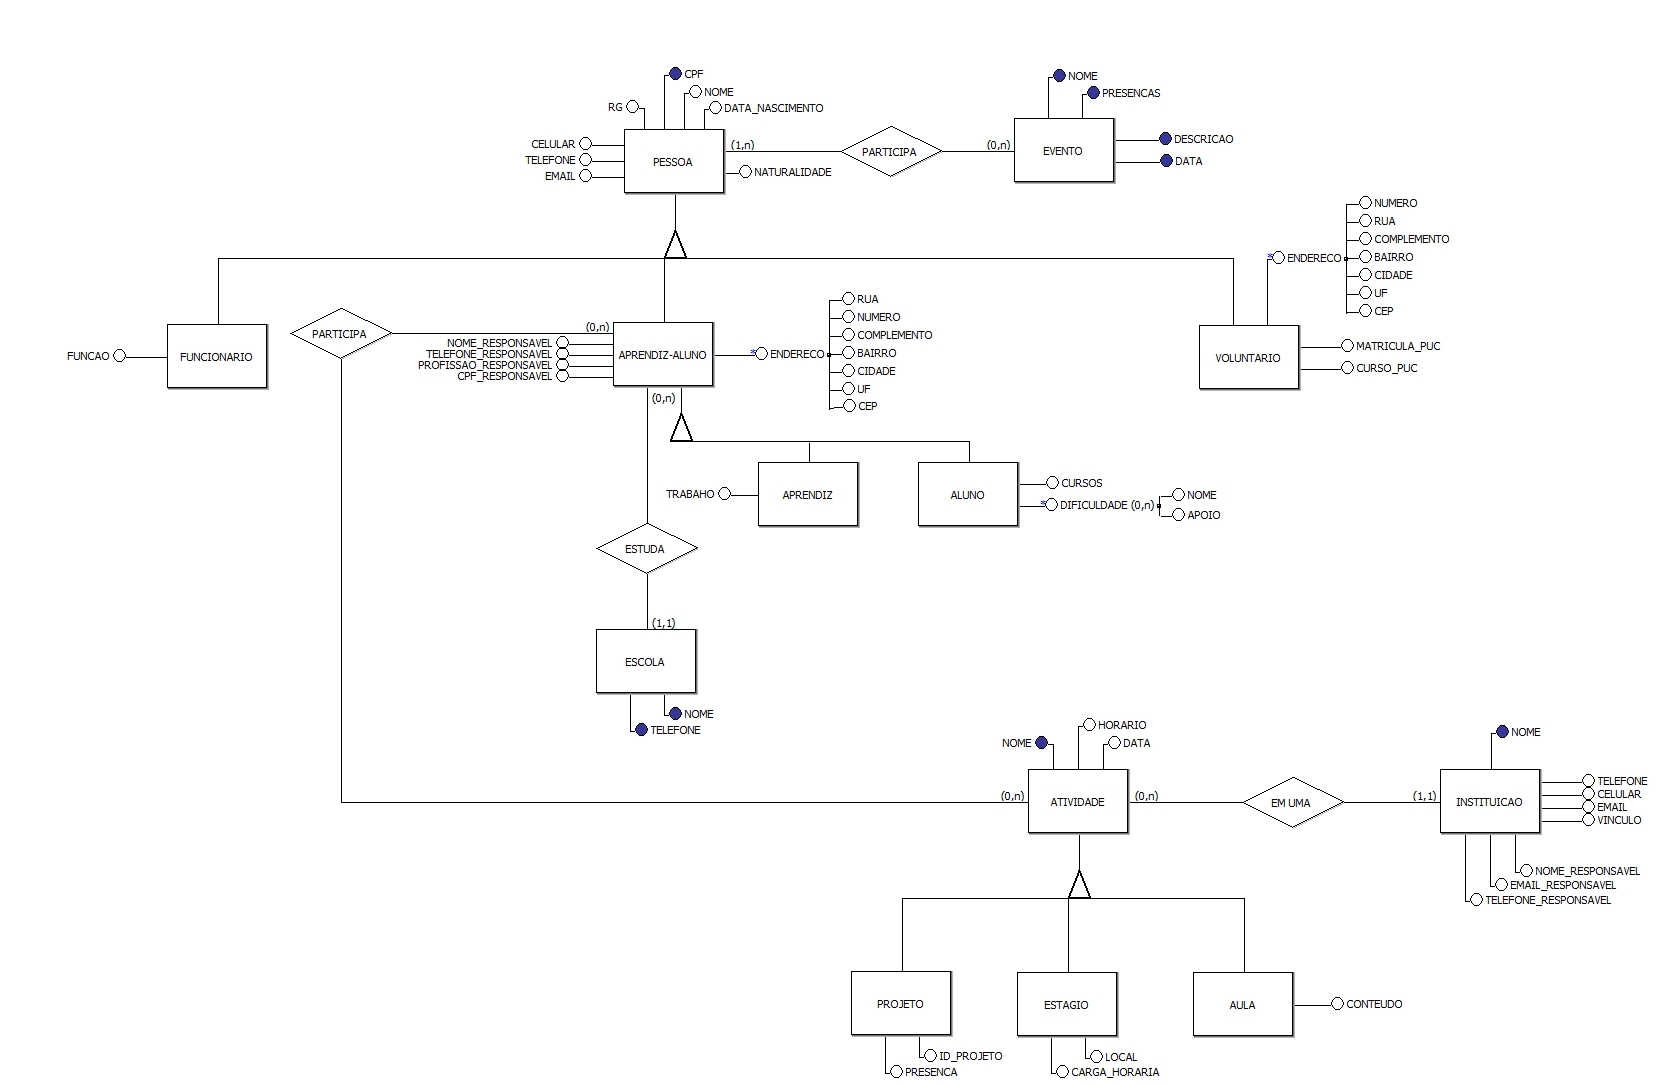 CPF
NOME
RG
DATA_NASCIMENTO
CELULAR
TELEFONE
EMAIL
PESSOA
(1,n)
NATURALIDADE
PARTICIPA
(0,n)
NOME
PRESENCAS
EVENTO
DESCRICAO
DATA
NUMERO
RUA
COMPLEMENTO
* ENDERECO
BAIRRO
CIDADE
UF
CEP
FUNCAO
FUNCIONARIO
PARTICIPA
(0,n)
NOME_RESPONSAVEL
TELEFONE_RESPONSAVEL
PROFISSAO_RESPONSAVEL
CPF_RESPONSAVEL
APRENDIZ-ALUNO
(0,n)
* ENDERECO
RUA
NUMERO
COMPLEMENTO
BAIRRO
CIDADE
UF
CEP
VOLUNTARIO
MATRICULA_PUC
CURSO_PUC
TRABAHO
APRENDIZ
ALUNO
CURSOS
* DIFICULDADE (0,n)
NOME
APOIO
ESTUDA
(1,1)
ESCOLA
NOME
TELEFONE
NOME
HORARIO
DATA
(0,n)
ATIVIDADE
(0,n)
EM UMA
(1,1)
NOME
INSTITUICAO
TELEFONE
CELULAR
EMAIL
VINCULO
NOME_RESPONSAVEL
EMAIL_RESPONSAVEL
TELEFONE_RESPONSAVEL
PROJETO
ID_PROJETO
PRESENCA
ESTAGIO
LOCAL
CARGA_HORARIA
AULA
CONTEUDO